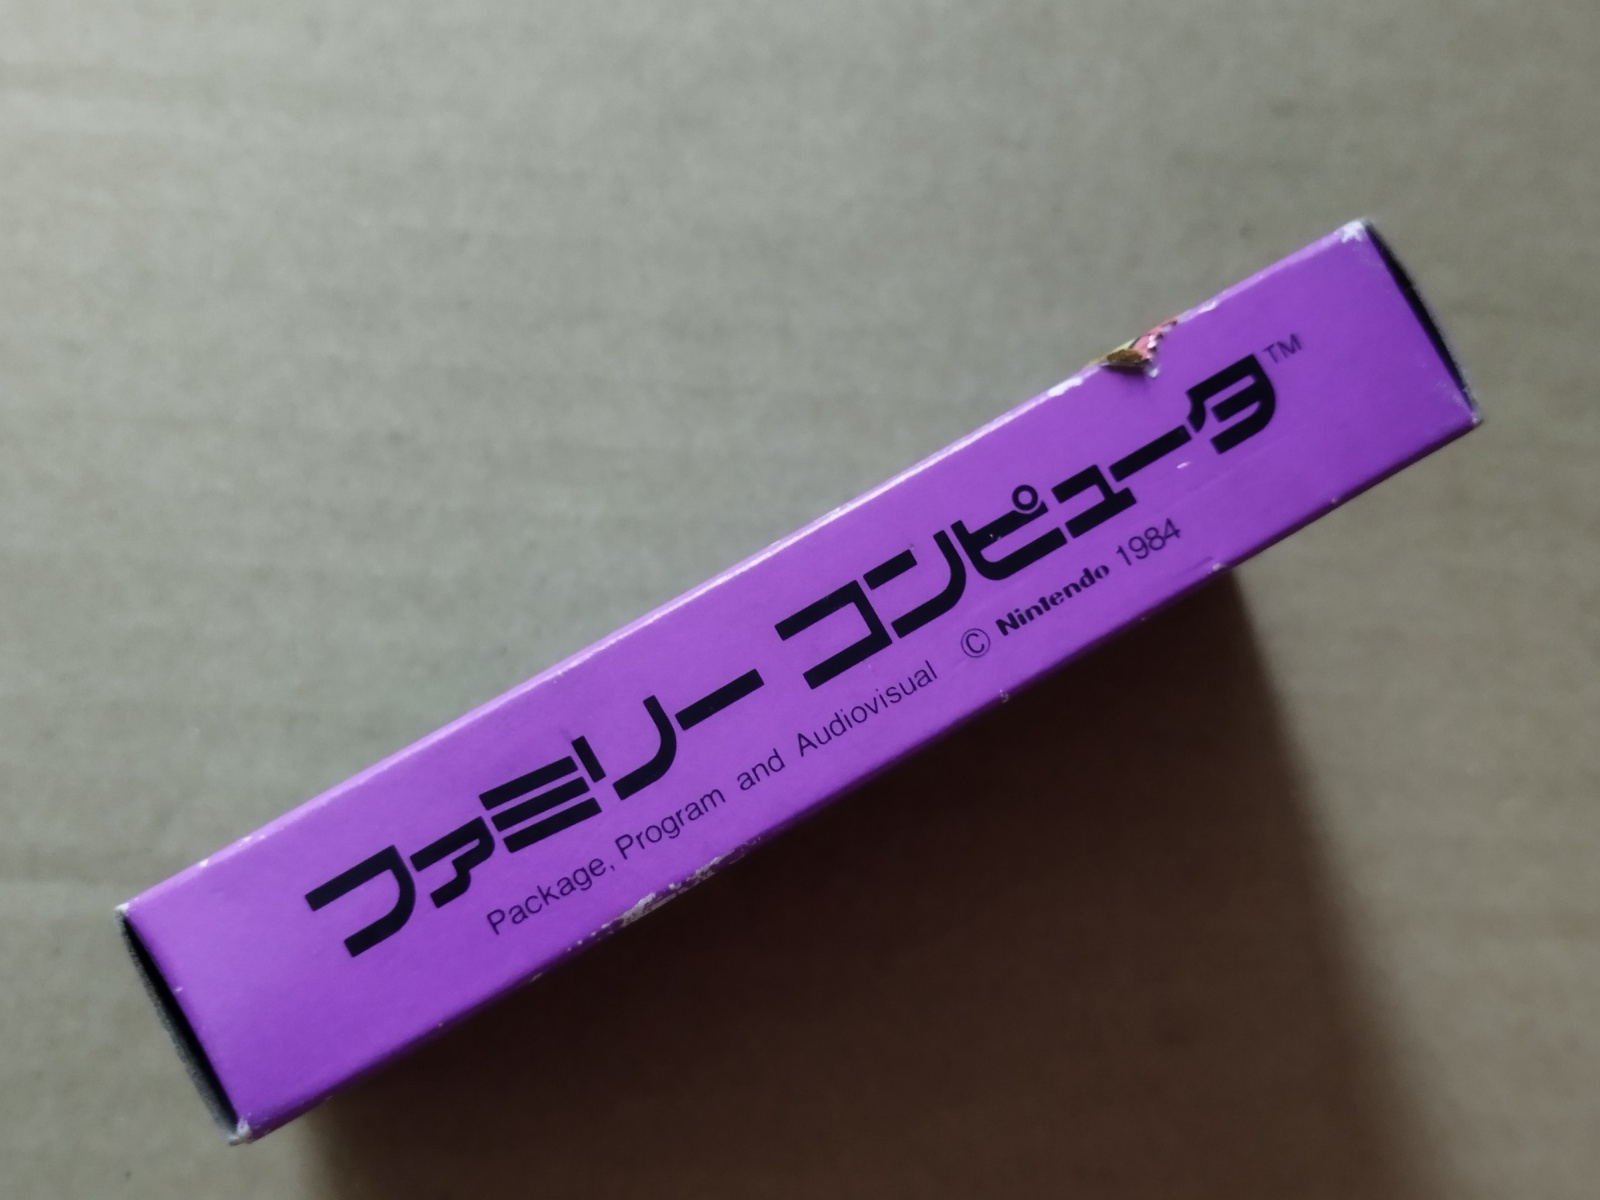 ファミリー コンピュータ™
Package, Program and Audiovisual © Nintendo 1984